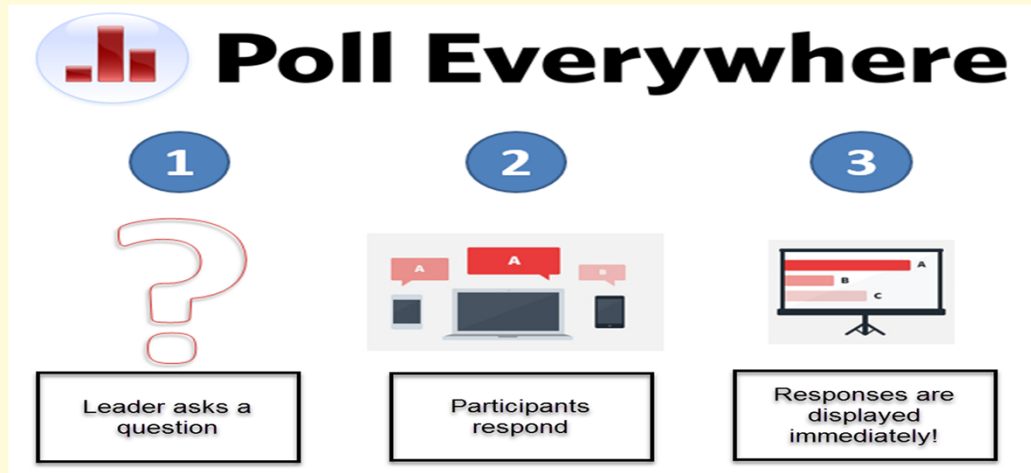 Poll Everywhere
1
2
3
A
A
B
A
B
C
Leader asks a
question
Participants
respond
Responses are
displayed
immediately!